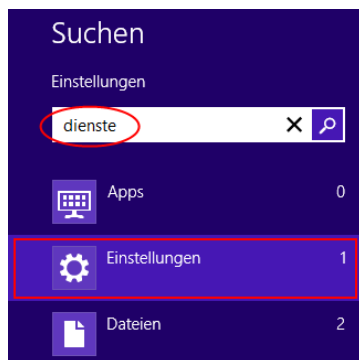 Suchen
Einstellungen
dienste
Apps 0
Einstellungen 1
Dateien 2